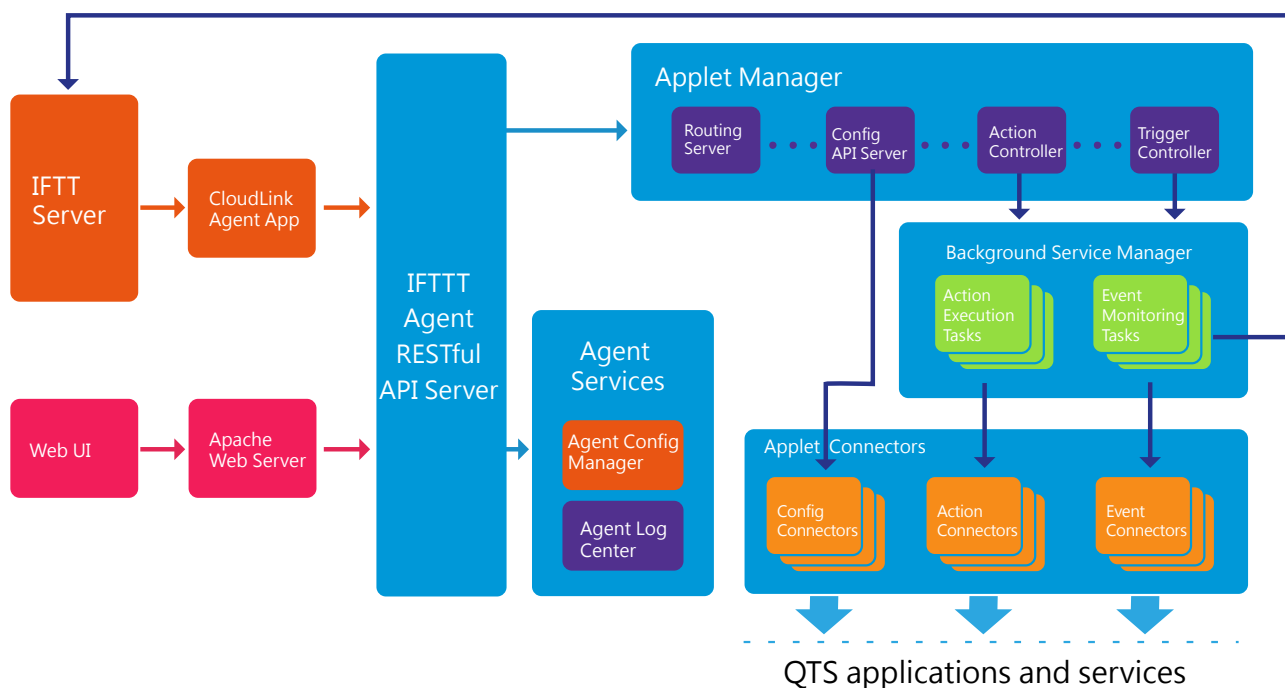 Applet Manager
Routing
Server
Config
API Server
Action
Controller
Trigger
Controller
IFTT
Server
CloudLink
Agent App
IFTTT
Agent
RESTful
API Server
Background Service Manager
Action
Execution
Tasks
Event
Monitoring
Tasks
Agent
Services
Agent Config
Manager
Agent Log
Center
Web UI
Apache
Web Server
Applet Connectors
Config
Connectors
Action
Connectors
Event
Connectors
QTS applications and services